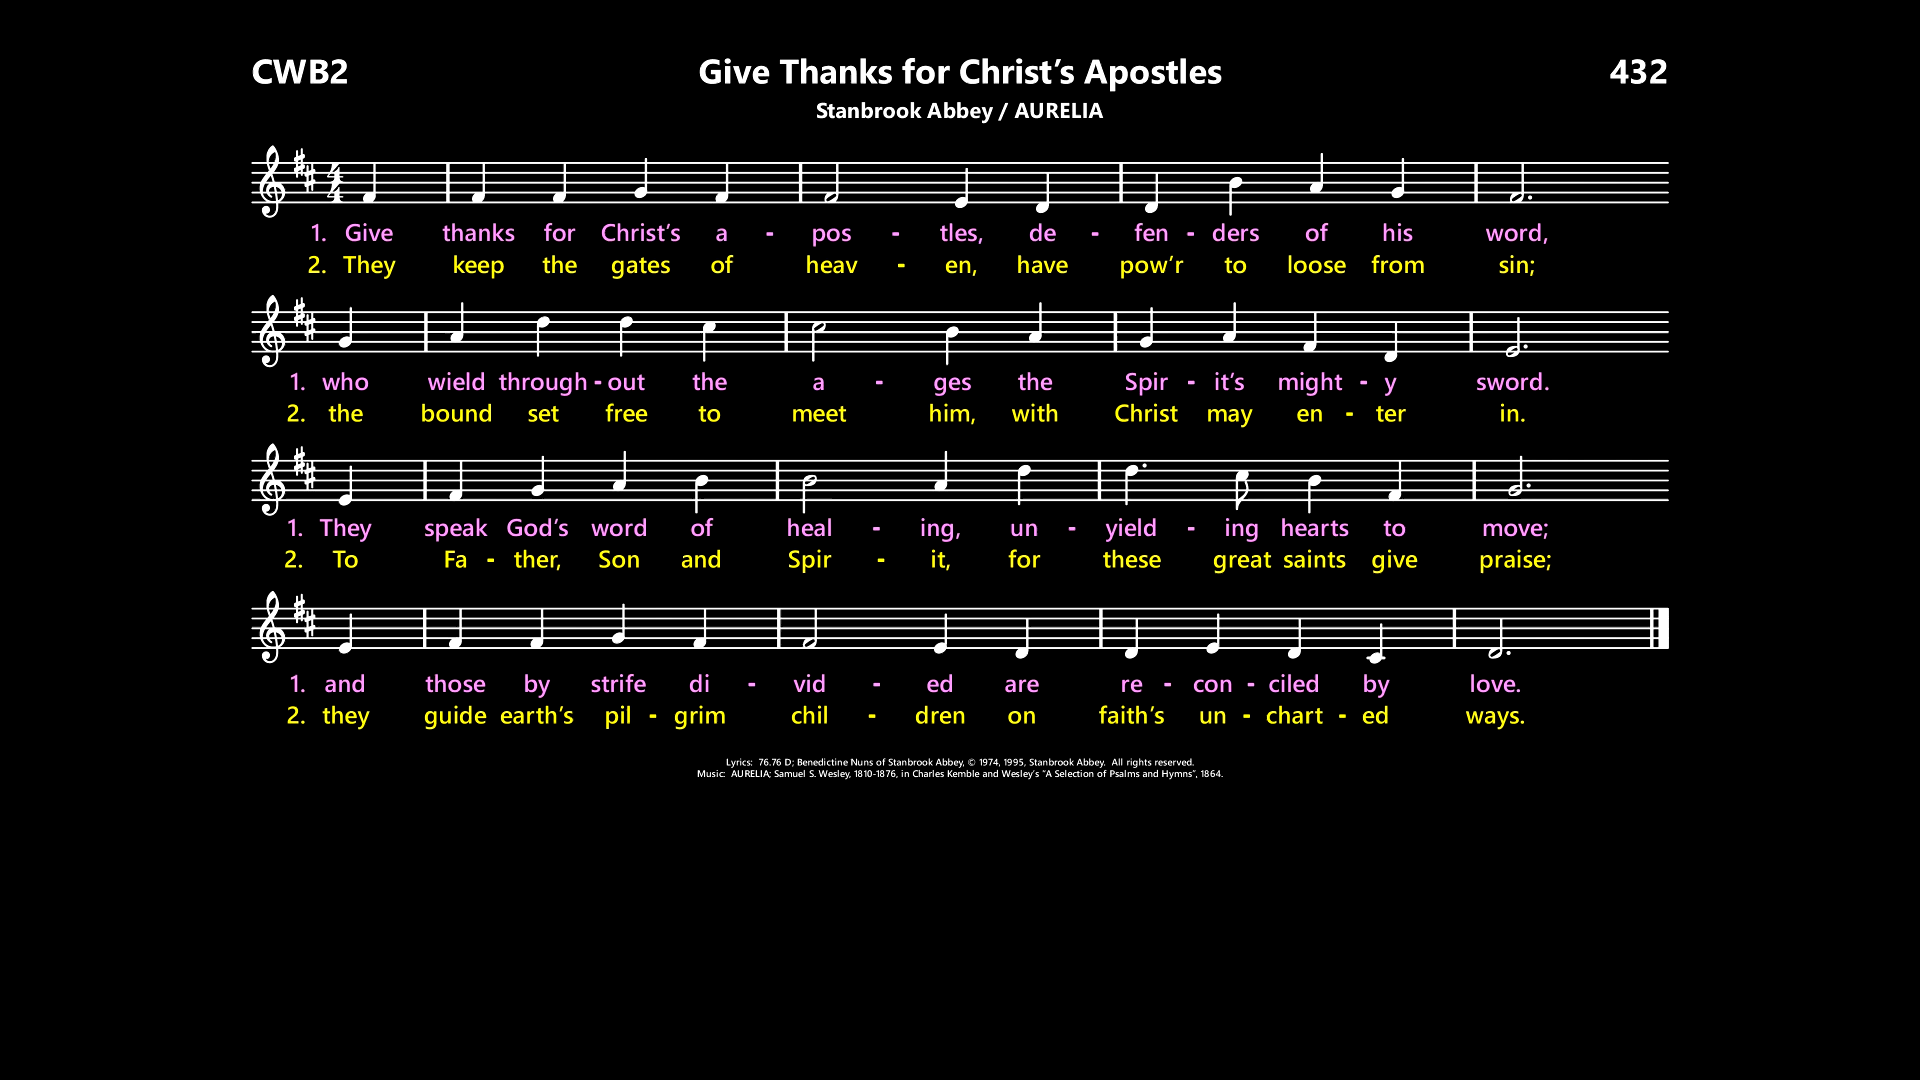 CWB2 Give Thanks for Christ’s Apostles 432
Stanbrook Abbey / AURELIA
1. Give thanks for Christ’s a - pos - tles, de - fen - ders of his word,
2. They keep the gates of heav - en, have pow’r to loose from sin;
1. who wield through - out the a - ges the Spir - it’s might - y sword.
2. the bound set free to meet him, with Christ may en - ter in.
1. They speak God’s word of heal - ing, un - yield - ing hearts to move;
2. To Fa - ther, Son and Spir - it, for these great saints give praise;
1. and those by strife di - vid - ed are re - con - ciled by love.
2. they guide earth’s pil - grim chil - dren on faith’s un - chart - ed ways.
Lyrics: 76.76 D; Benedictine Nuns of Stanbrook Abbey, © 1974, 1995, Stanbrook Abbey. All rights reserved.
Music: AURELIA; Samuel S. Wesley, 1810-1876, in Charles Kemble and Wesley’s “A Selection of Psalms and Hymns”, 1864.